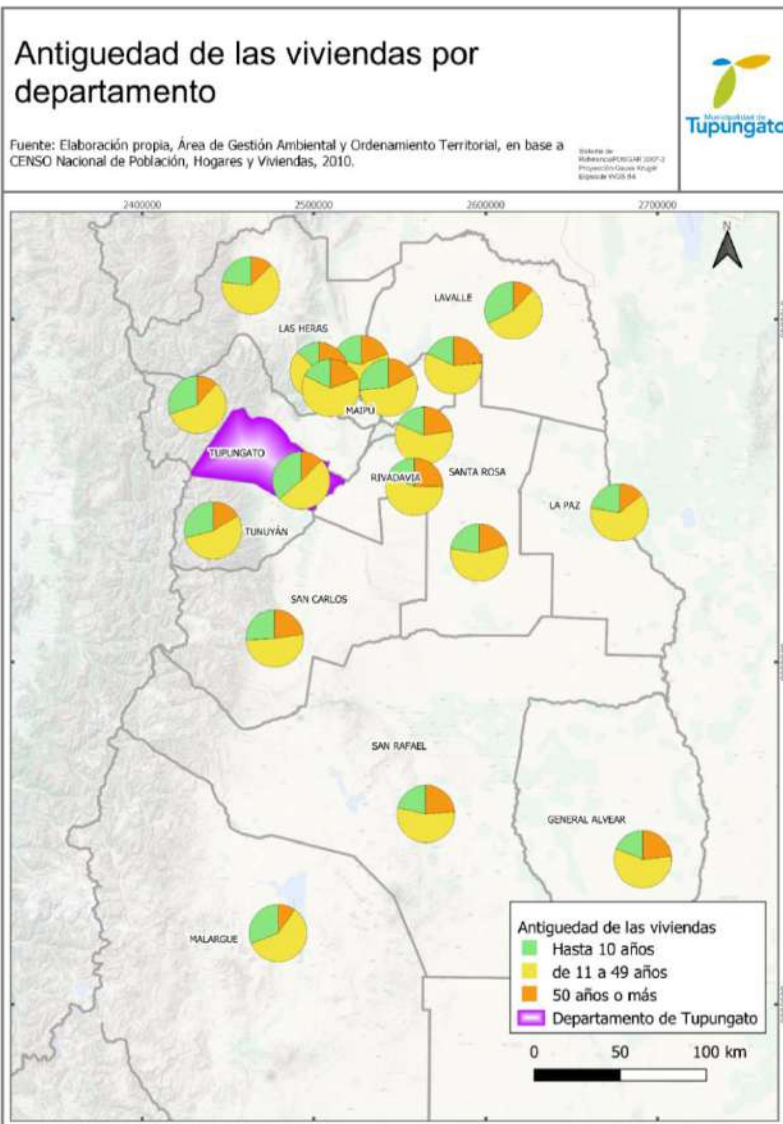 Antiguedad de las viviendas por
departamento
Fuente: Elaboración propia, Área de Gestión Ambiental y Ordenamiento Territorial, en base a
CENSO Nacional de Población, Hogares y Viviendas, 2010.
Municipalidad de
Tupungato
2400000 2500000 2600000 2700000
N
LAVALLE
LAS HERAS
MAIPÚ
TUPUNGATO
RIVADAVIA
SANTA ROSA
LA PAZ
TUNUYÁN
SAN CARLOS
SAN RAFAEL
GENERAL ALVEAR
MALARGUE
Antiguedad de las viviendas
Hasta 10 años
de 11 a 49 años
50 años o más
Departamento de Tupungato
0 50 100 km